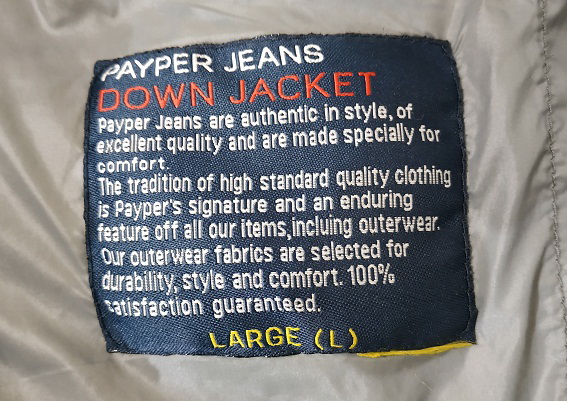 PAYPER JEANS
DOWN JACKET
Payper Jeans are authentic in style, of
excellent quality and are made specially for
comfort.
The tradition of high standard quality clothing
is Payper's signature and an enduring
feature off all our items,incluing outerwear.
Our outerwear fabrics are selected for
durability, style and comfort. 100%
satisfaction guaranteed.
LARGE (L)